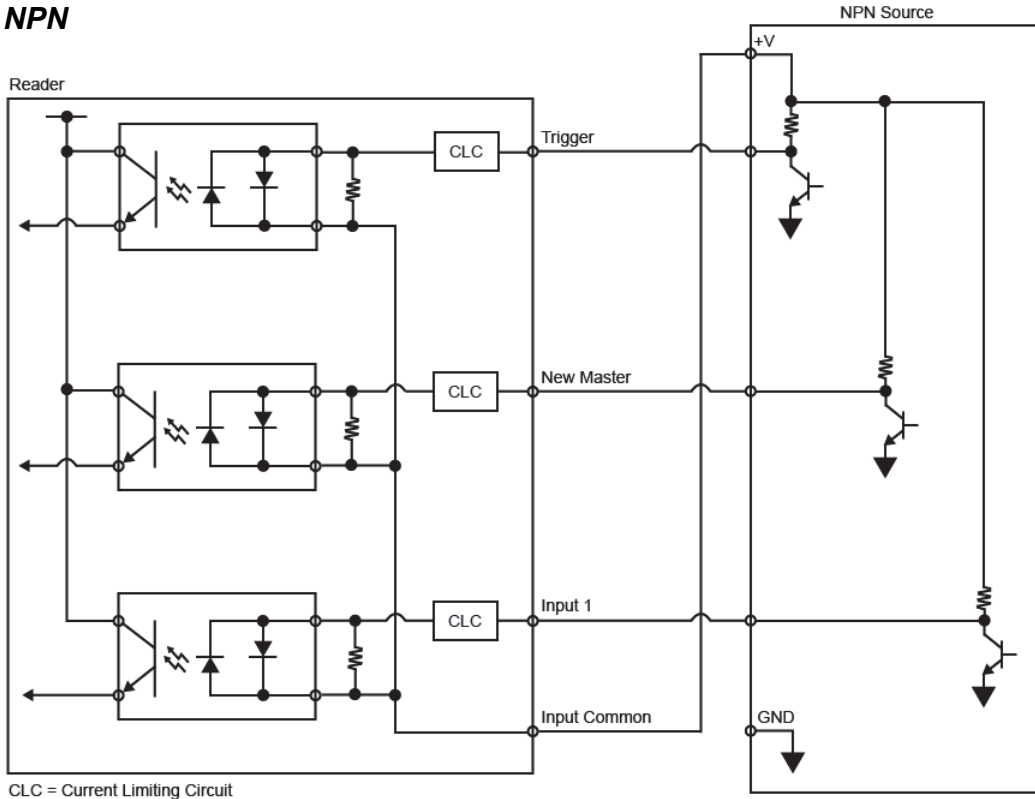 NPN
NPN Source
+V
Reader
CLC
Trigger
CLC
New Master
CLC
Input 1
Input Common
GND
CLC = Current Limiting Circuit